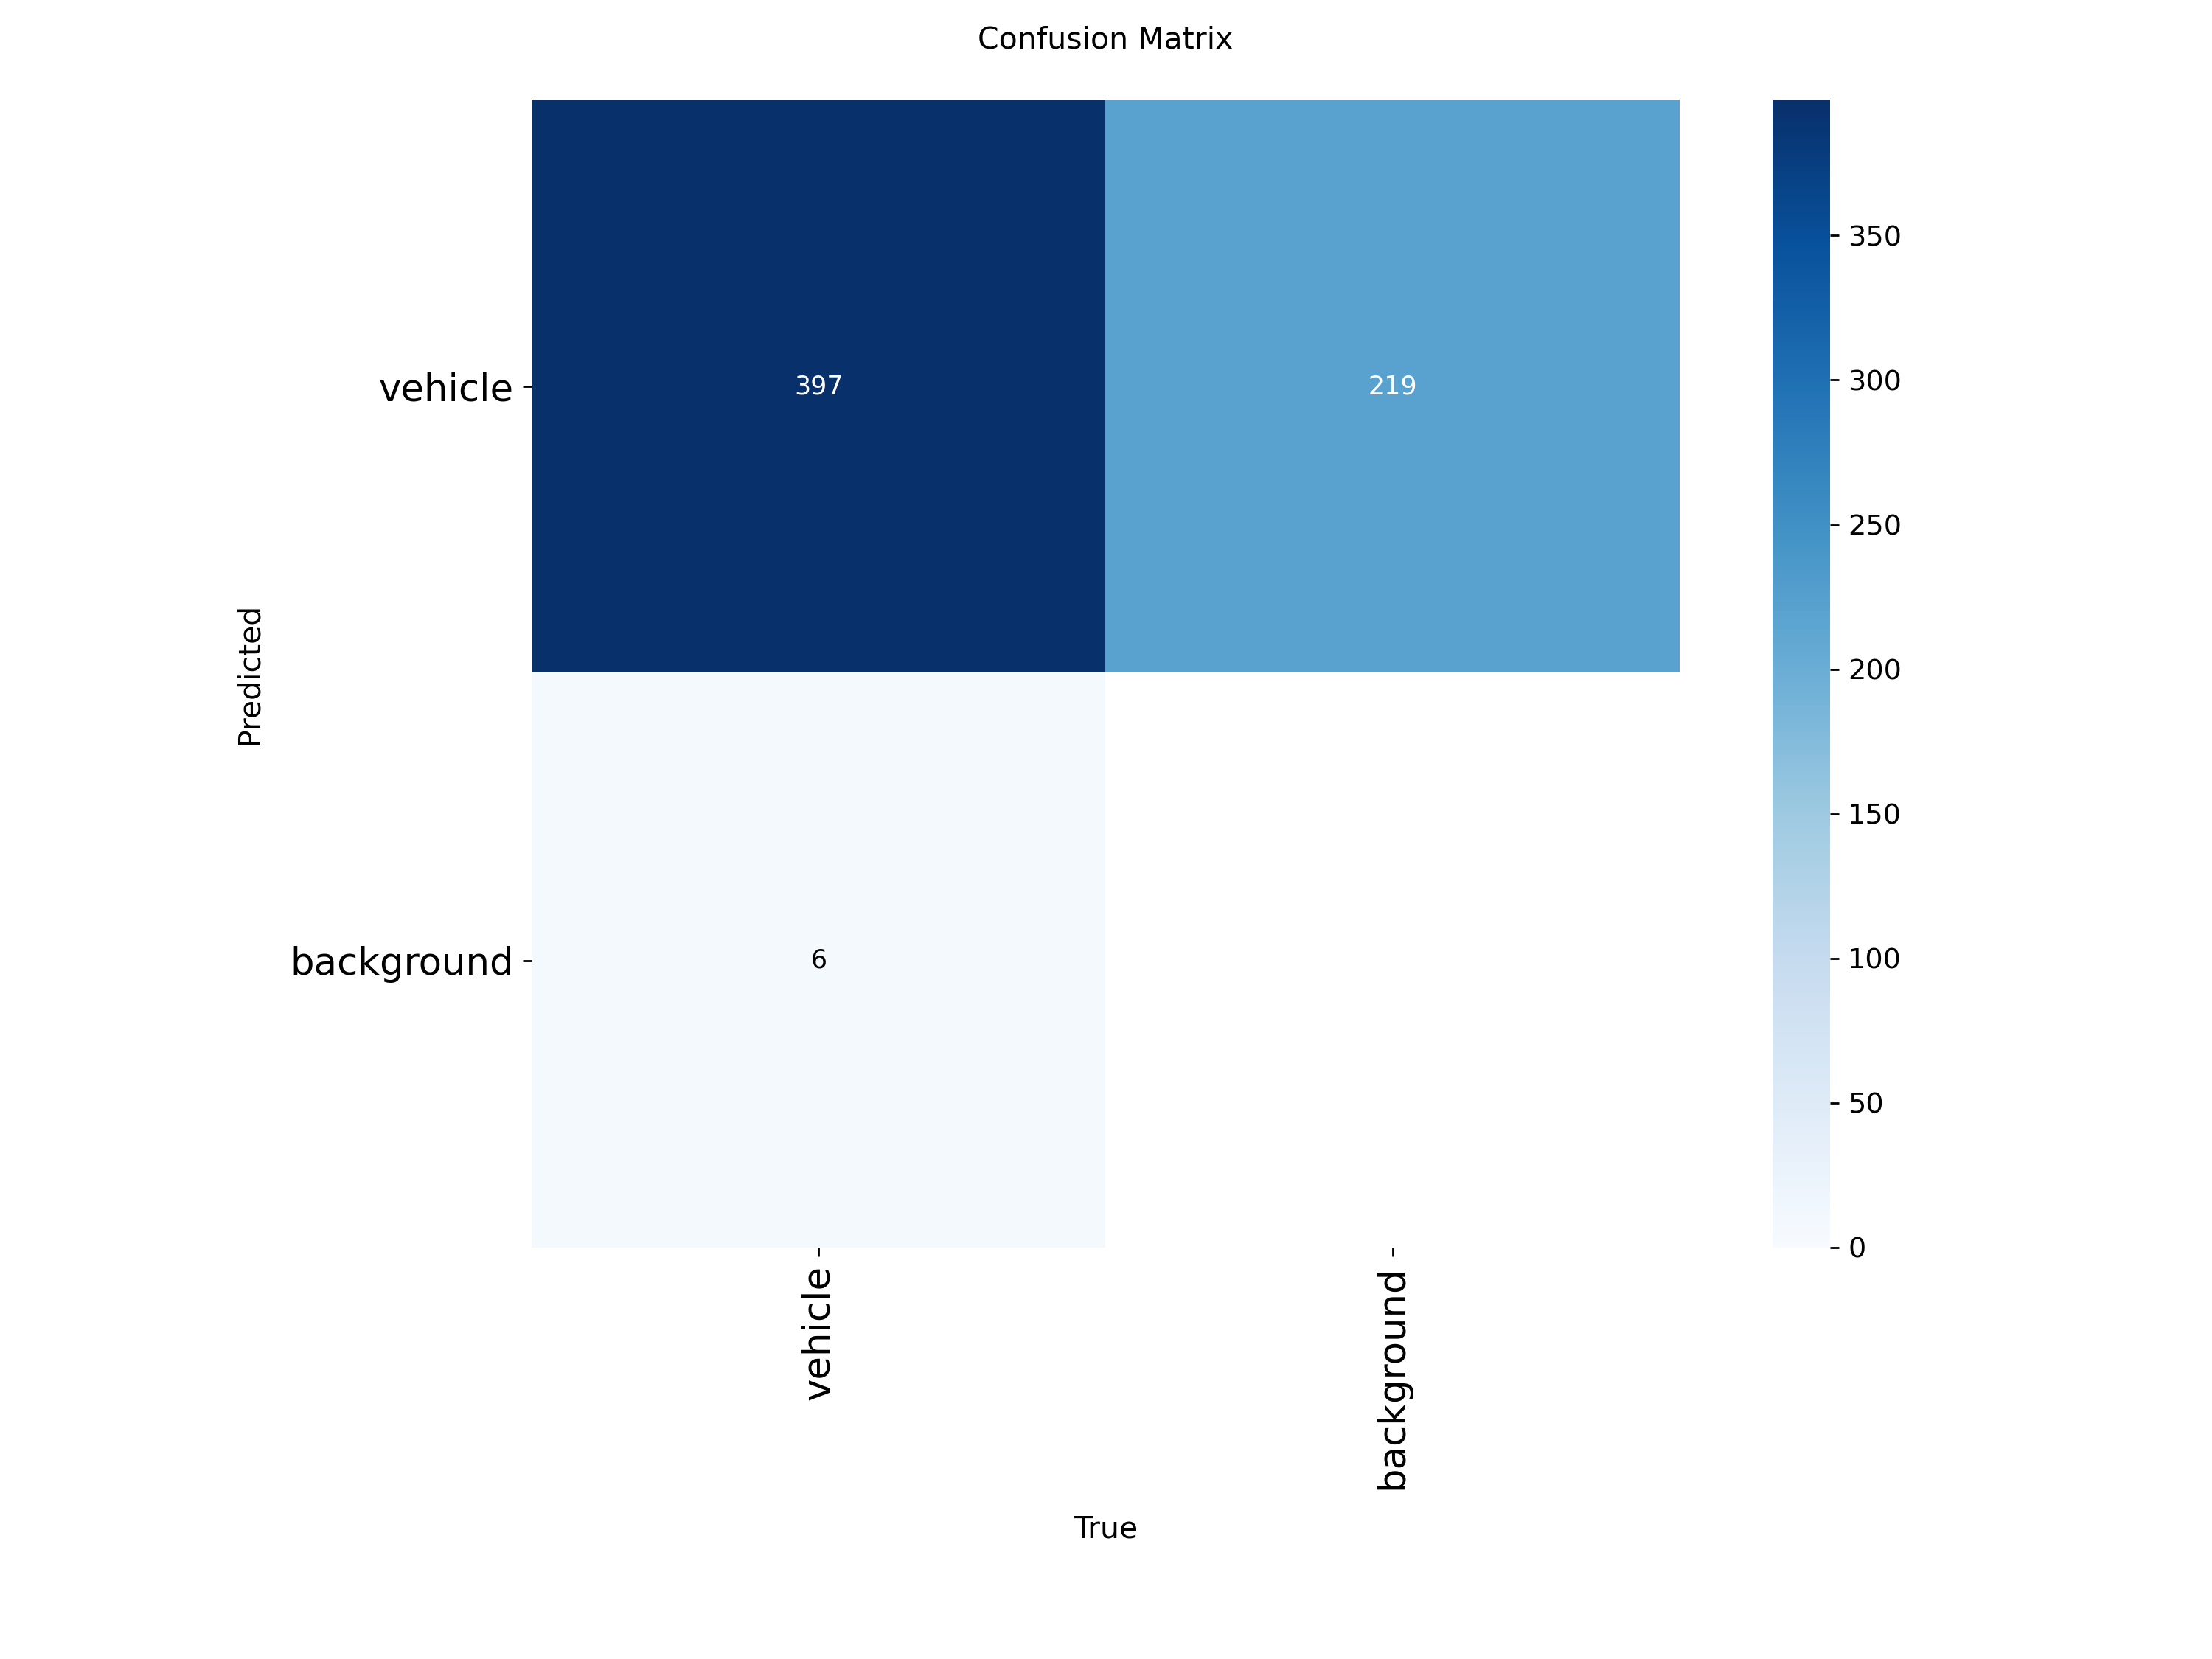 Confusion Matrix
vehicle
397
219
350
300
250
200
150
100
50
0
Predicted
background
6
vehicle
background
True